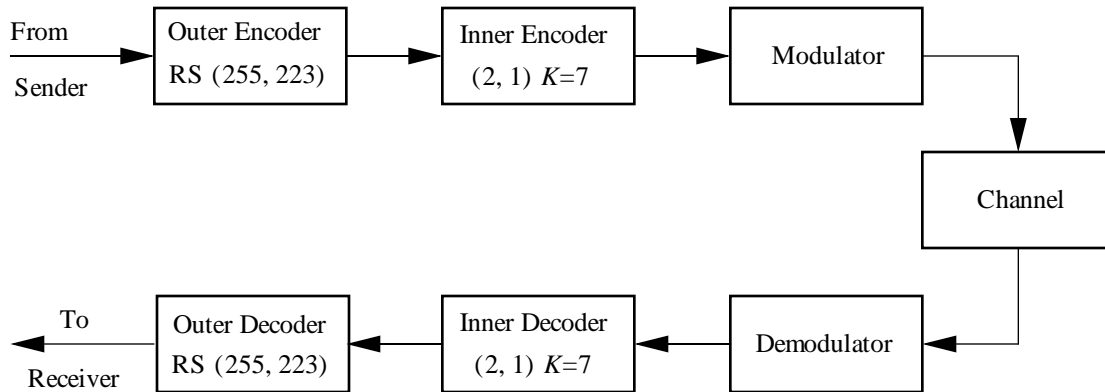 From
Sender
Outer Encoder
RS (255, 223)
Inner Encoder
(2, 1) K=7
Modulator
Channel
To
Receiver
Outer Decoder
RS (255, 223)
Inner Decoder
(2, 1) K=7
Demodulator